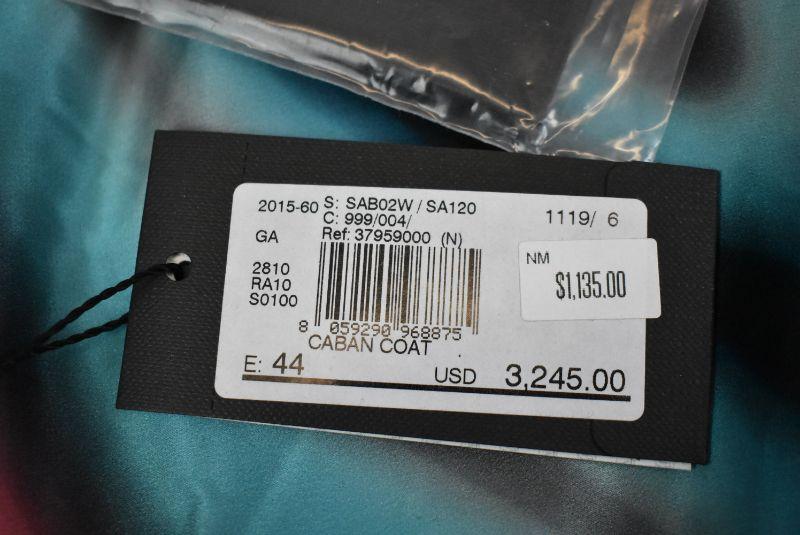 2015-60 S: SAB02W / SA120 1119/ 6
C: 999/004/
GA Ref: 37959000 (N)
NM
$1,135.00
2810
RA10
S0100
8 059290 968875
CABAN COAT
E: 44 USD 3,245.00